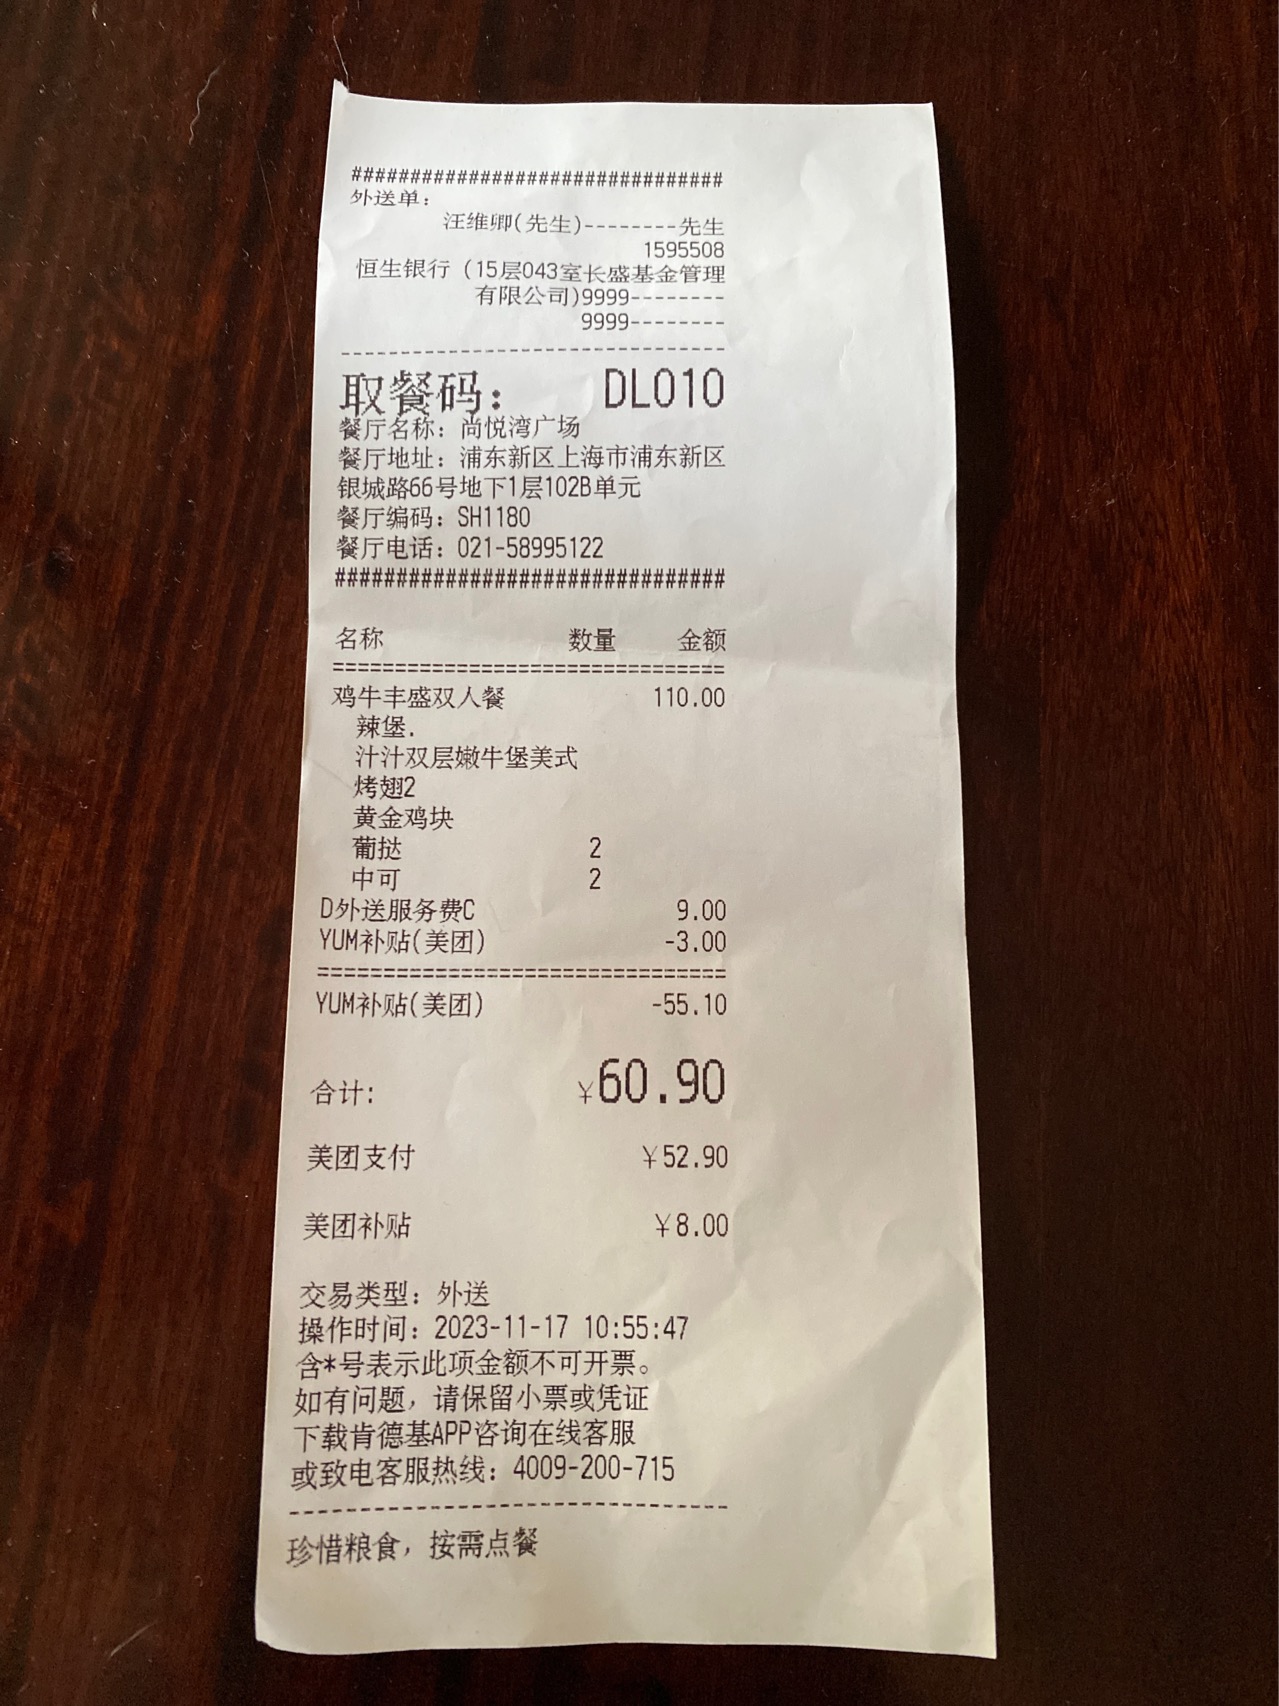 ################################
外送单：
汪维卿(先生)--------先生
1595508
恒生银行（15层043室长盛基金管理
有限公司)9999--------
9999--------
--------------------------------
取餐码： DL010
餐厅名称：尚悦湾广场
餐厅地址：浦东新区上海市浦东新区
银城路66号地下1层102B单元
餐厅编码：SH1180
餐厅电话：021-58995122
################################
名称 数量 金额
================================
鸡牛丰盛双人餐 110.00
辣堡.
汁汁双层嫩牛堡美式
烤翅2
黄金鸡块
葡挞 2
中可 2
D外送服务费C 9.00
YUM补贴(美团) -3.00
================================
YUM补贴(美团) -55.10
合计: ¥60.90
美团支付 ¥52.90
美团补贴 ¥8.00
交易类型：外送
操作时间：2023-11-17 10:55:47
含*号表示此项金额不可开票。
如有问题，请保留小票或凭证
下载肯德基APP咨询在线客服
或致电客服热线：4009-200-715
--------------------------------
珍惜粮食，按需点餐